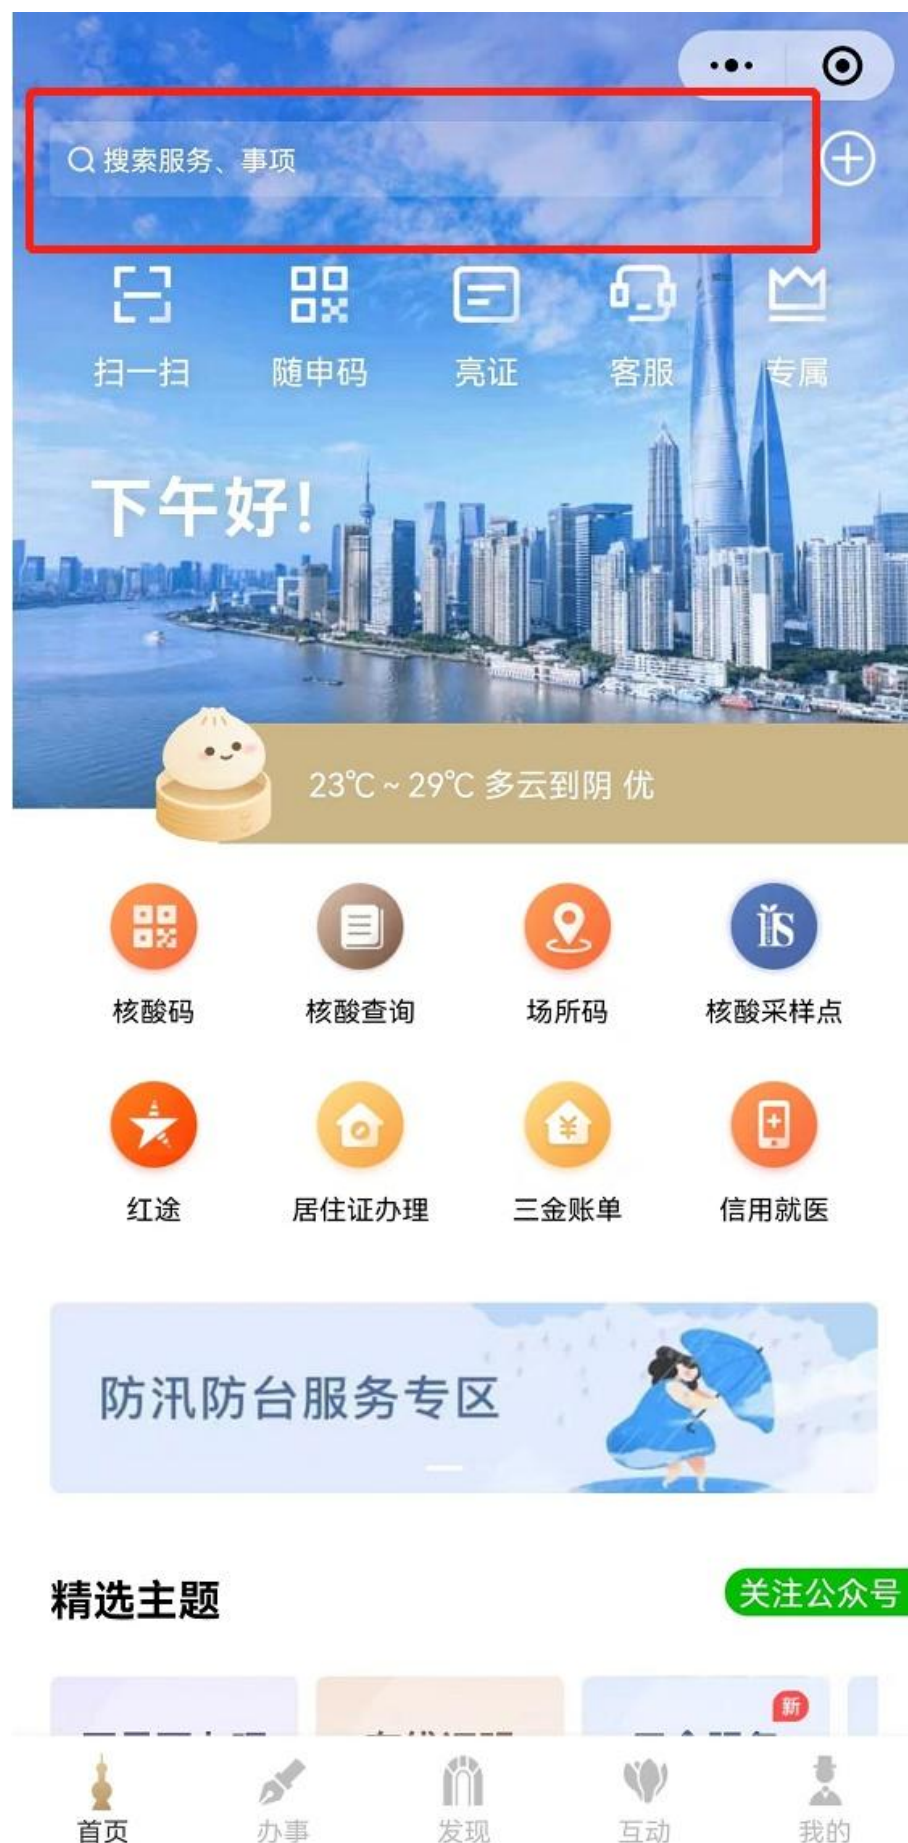 搜索服务、事项
扫一扫 随申码 亮证 客服 专属
下午好!
23℃ ~ 29℃ 多云到阴 优
核酸码 核酸查询 场所码 核酸采样点
红途 居住证办理 三金账单 信用就医
防汛防台服务专区
精选主题 关注公众号
新
首页 办事 发现 互动 我的